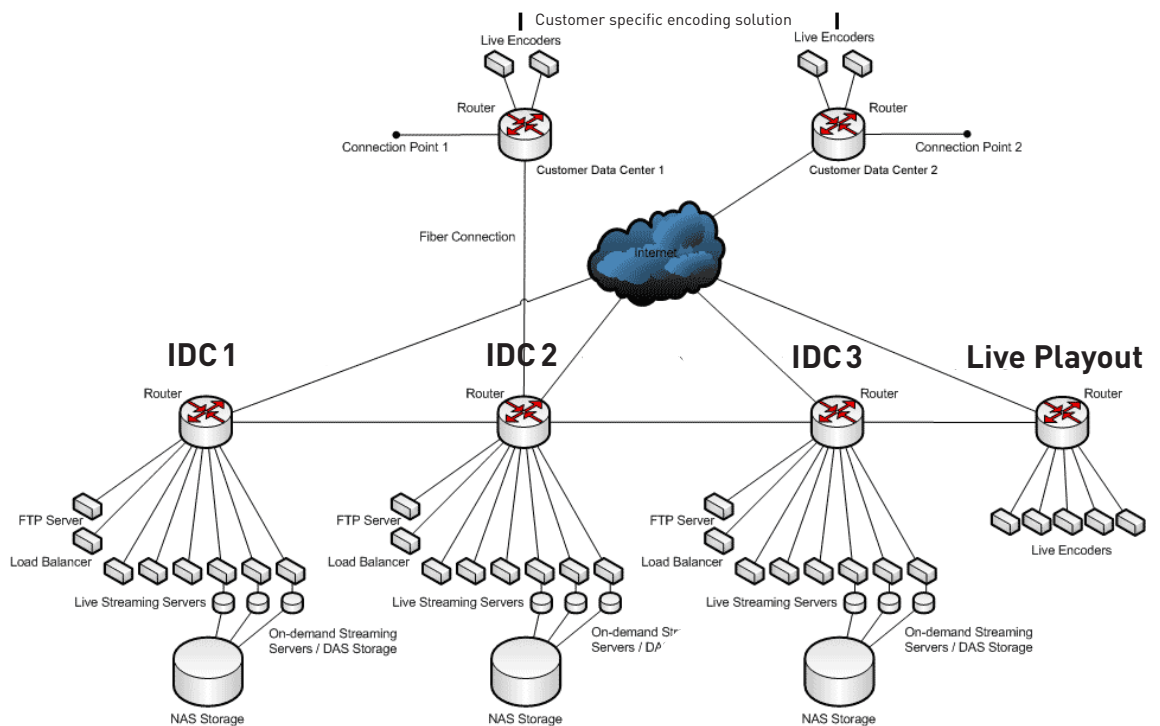 Customer specific encoding solution
Live Encoders
Live Encoders
Router
Router
Connection Point 1
Connection Point 2
Customer Data Center 1
Customer Data Center 2
Fiber Connection
Internet
IDC 1
IDC 2
IDC 3
Live Playout
Router
Router
Router
Router
FTP Server
FTP Server
FTP Server
Load Balancer
Load Balancer
Load Balancer
Live Encoders
Live Streaming Servers
Live Streaming Servers
Live Streaming Servers
On-demand Streaming
Servers / DAS Storage
On-demand
Servers /
On-demand Streaming
Servers / DAS Storage
NAS Storage
NAS Storage
NAS Storage